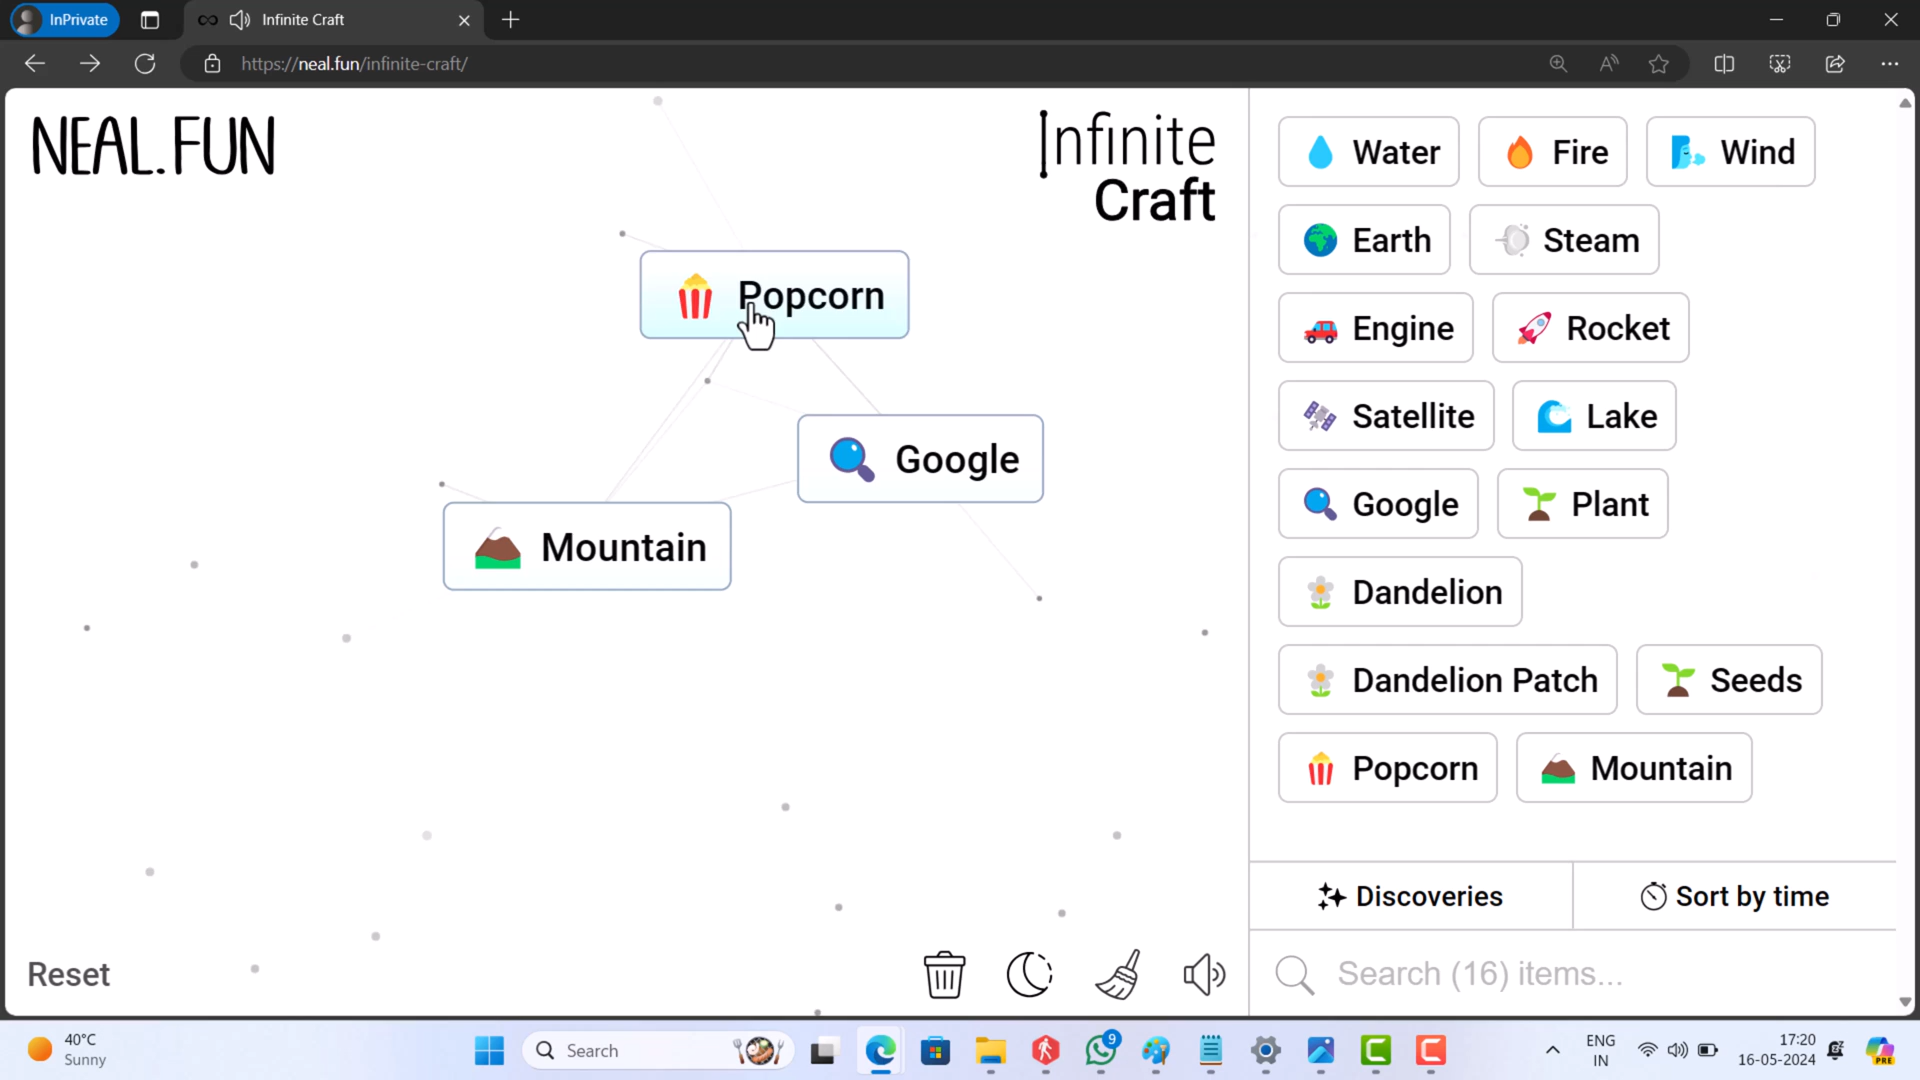 InPrivate
Infinite Craft
https://neal.fun/infinite-craft/
NEAL.FUN
Infinite
Craft
Popcorn
Google
Mountain
Water
Fire
Wind
Earth
Steam
Engine
Rocket
Satellite
Lake
Google
Plant
Dandelion
Dandelion Patch
Seeds
Popcorn
Mountain
Discoveries
Sort by time
Reset
Search (16) items...
40°C
Sunny
Search
9
ENG
IN
17:20
16-05-2024
PRE